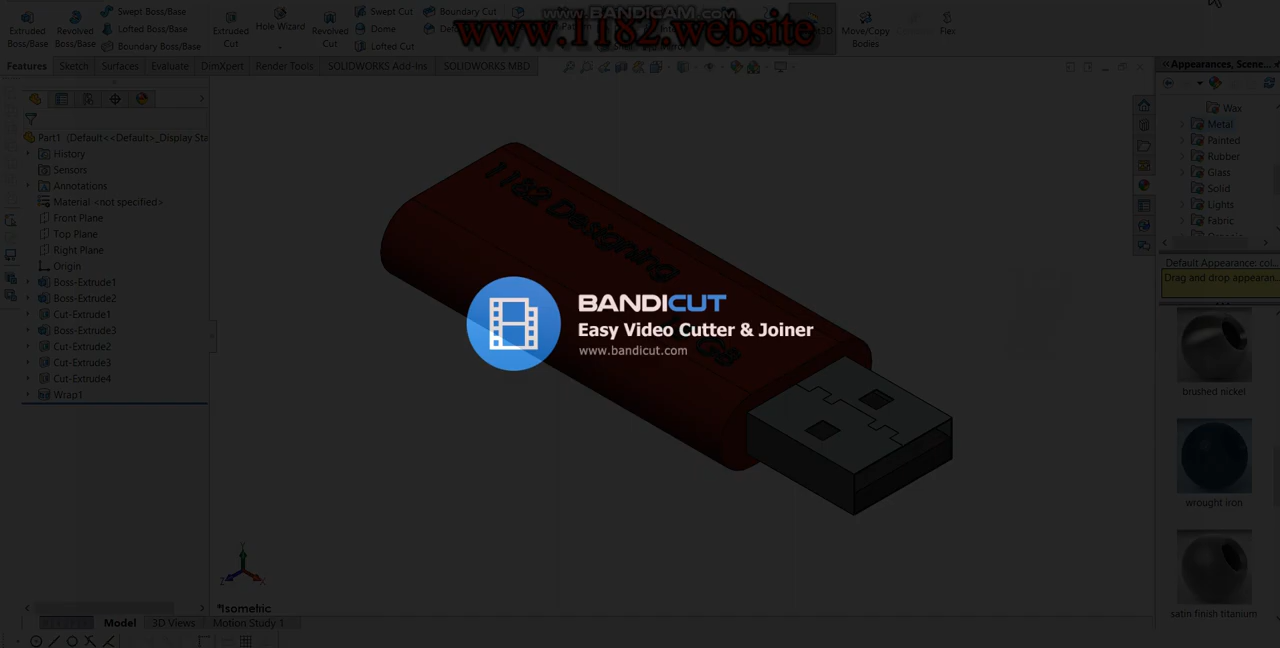 www.BANDICAM.com
www.1182.website
Extruded Boss/Base
Revolved Boss/Base
Swept Boss/Base
Lofted Boss/Base
Boundary Boss/Base
Extruded Cut
Hole Wizard
Revolved Cut
Swept Cut
Dome
Lofted Cut
Boundary Cut
Move/Copy Bodies
Flex
Features
Sketch
Surfaces
Evaluate
DimXpert
Render Tools
SOLIDWORKS Add-Ins
SOLIDWORKS MBD
Part1 (Default<<Default>_Display Sta
History
Sensors
Annotations
Material <not specified>
Front Plane
Top Plane
Right Plane
Origin
Boss-Extrude1
Boss-Extrude2
Cut-Extrude1
Boss-Extrude3
Cut-Extrude2
Cut-Extrude3
Cut-Extrude4
Wrap1
1182 Designing
BANDICUT
Easy Video Cutter & Joiner
www.bandicut.com
Appearances, Scene...
Wax
Metal
Painted
Rubber
Glass
Solid
Lights
Fabric
Default Appearance: col
Drag and drop appearan
brushed nickel
wrought iron
satin finish titanium
Y
Z
X
*Isometric
Model
3D Views
Motion Study 1